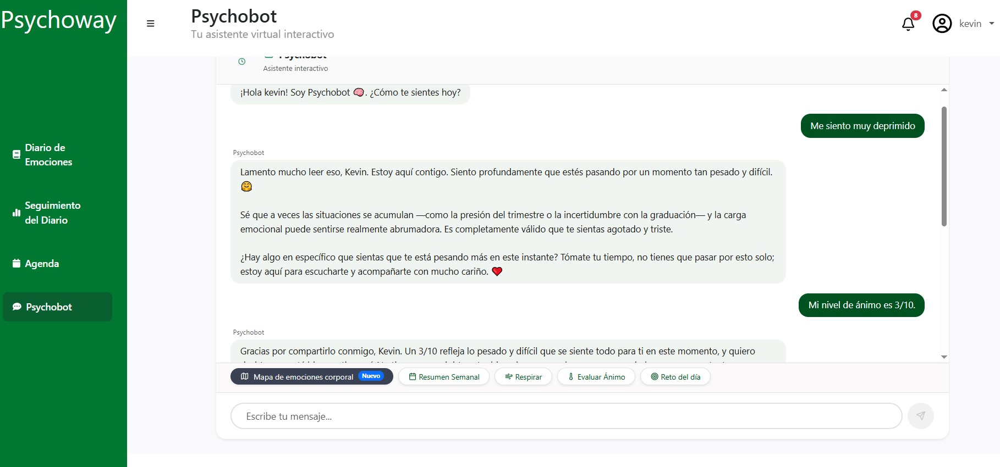 Psychoway
Psychobot
Tu asistente virtual interactivo
8
kevin
Diario de
Emociones
Seguimiento
del Diario
Agenda
Psychobot
Psychobot
Asistente interactivo
¡Hola kevin! Soy Psychobot 🧠. ¿Cómo te sientes hoy?
Me siento muy deprimido
Psychobot
Lamento mucho leer eso, Kevin. Estoy aquí contigo. Siento profundamente que estés pasando por un momento tan pesado y difícil.
🤗
Sé que a veces las situaciones se acumulan —como la presión del trimestre o la incertidumbre con la graduación— y la carga
emocional puede sentirse realmente abrumadora. Es completamente válido que te sientas agotado y triste.
¿Hay algo en específico que sientas que te está pesando más en este instante? Tómate tu tiempo, no tienes que pasar por esto solo;
estoy aquí para escucharte y acompañarte con mucho cariño. ❤️
Mi nivel de ánimo es 3/10.
Psychobot
Gracias por compartirlo conmigo, Kevin. Un 3/10 refleja lo pesado y difícil que se siente todo para ti en este momento, y quiero
Mapa de emociones corporal Nuevo
Resumen Semanal
Respirar
Evaluar Ánimo
Reto del día
Escribe tu mensaje...